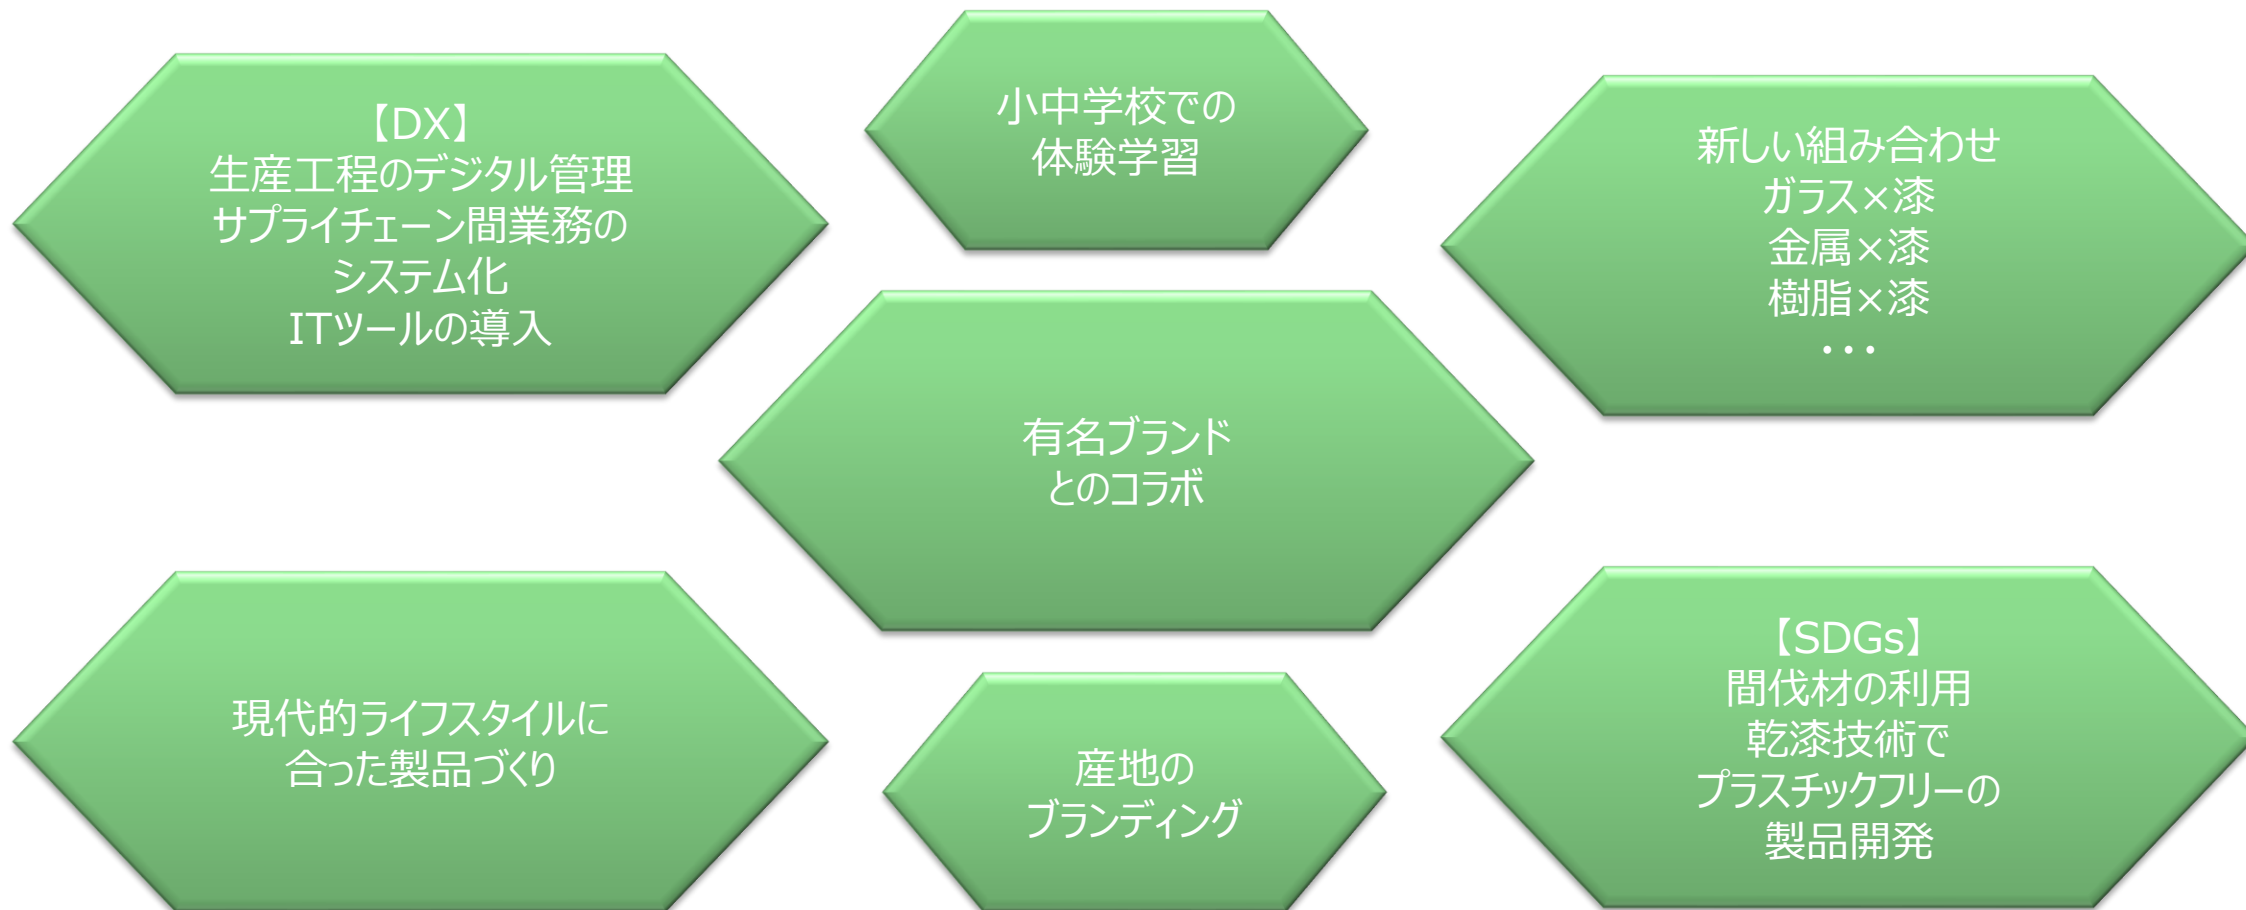 【DX】
生産工程のデジタル管理
サプライチェーン間業務の
システム化
ITツールの導入
小中学校での
体験学習
新しい組み合わせ
ガラス×漆
金属×漆
樹脂×漆
・・・
有名ブランド
とのコラボ
現代的ライフスタイルに
合った製品づくり
産地の
ブランディング
【SDGs】
間伐材の利用
乾漆技術で
プラスチックフリーの
製品開発